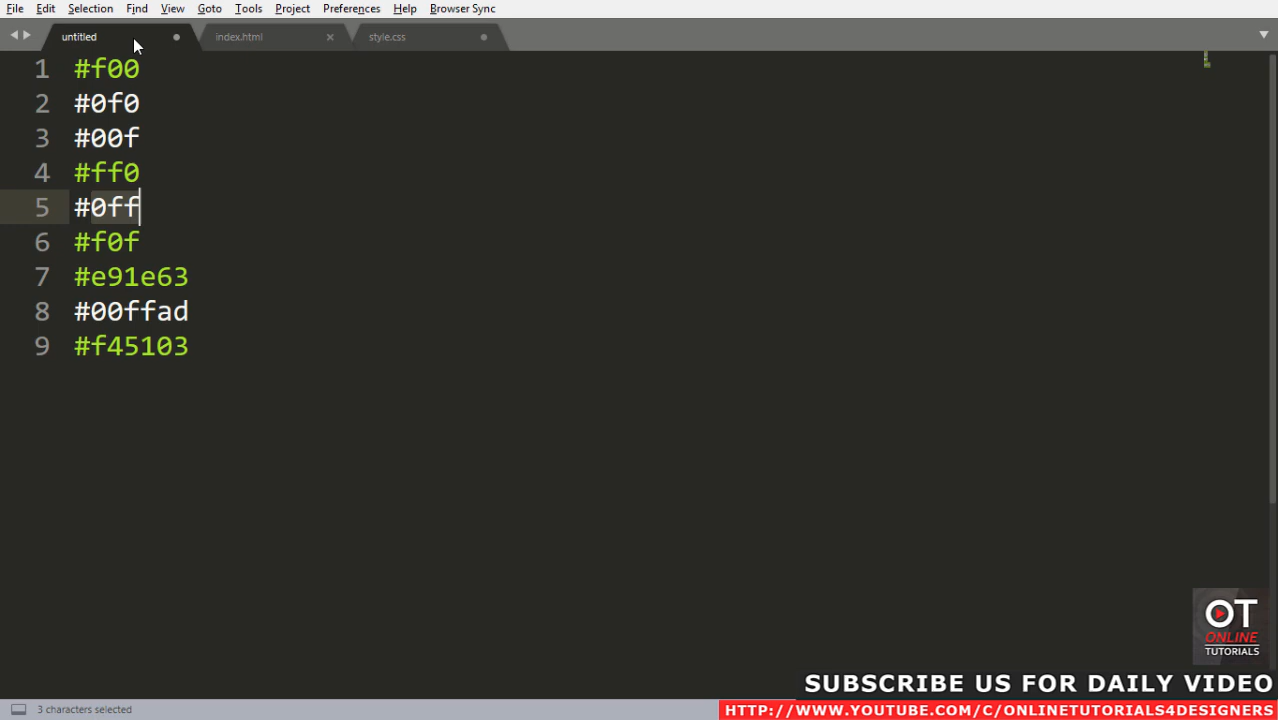 File Edit Selection Find View Goto Tools Project Preferences Help Browser Sync
untitled index.html style.css
1 #f00
2 #0f0
3 #00f
4 #ff0
5 #0ff
6 #f0f
7 #e91e63
8 #00ffad
9 #f45103
OT
ONLINE
TUTORIALS
SUBSCRIBE US FOR DAILY VIDEO
3 characters selected
HTTP://WWW.YOUTUBE.COM/C/ONLINETUTORIALS4DESIGNERS